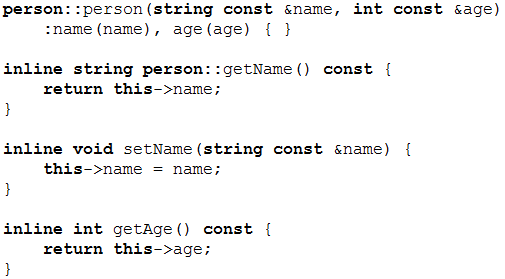 person::person(string const &name, int const &age)
    :name(name), age(age) { }

inline string person::getName() const {
    return this->name;
}

inline void setName(string const &name) {
    this->name = name;
}

inline int getAge() const {
    return this->age;
}